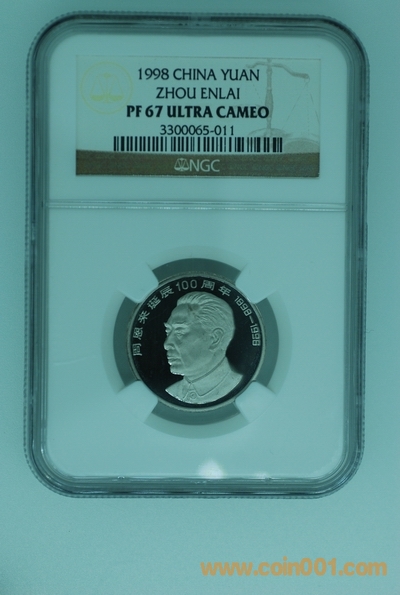 1998 CHINA YUAN
ZHOU ENLAI
PF 67 ULTRA CAMEO
3300065-011
NGC
周恩来诞辰100周年 1898-1998
www.coin001.com